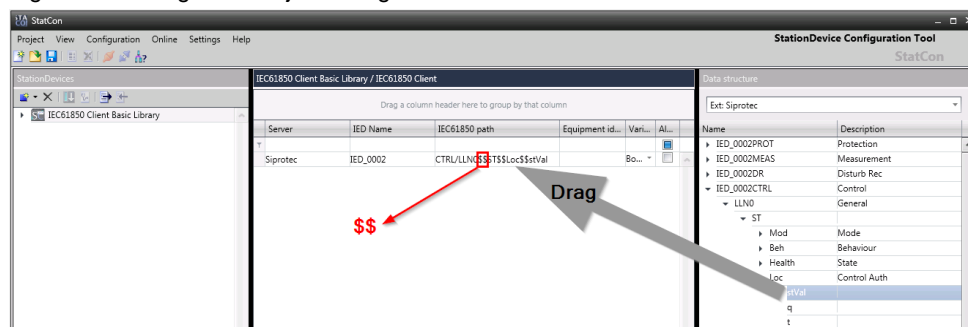 StatCon
Project View Configuration Online Settings Help
StationDevice Configuration Tool
StatCon
StationDevices
IEC61850 Client Basic Library / IEC61850 Client
Data structure
Drag a column header here to group by that column
Ext: Siprotec
IEC61850 Client Basic Library
Server IED Name IEC61850 path Equipment id... Vari... Al...
Name Description
Siprotec IED_0002 CTRL/LLN0$$ST$$Loc$$stVal Bo...
IED_0002PROT Protection
IED_0002MEAS Measurement
IED_0002DR Disturb Rec
IED_0002CTRL Control
LLN0 General
ST
Mod Mode
Beh Behaviour
Health State
Loc Control Auth
stVal
q
t
Drag
$$